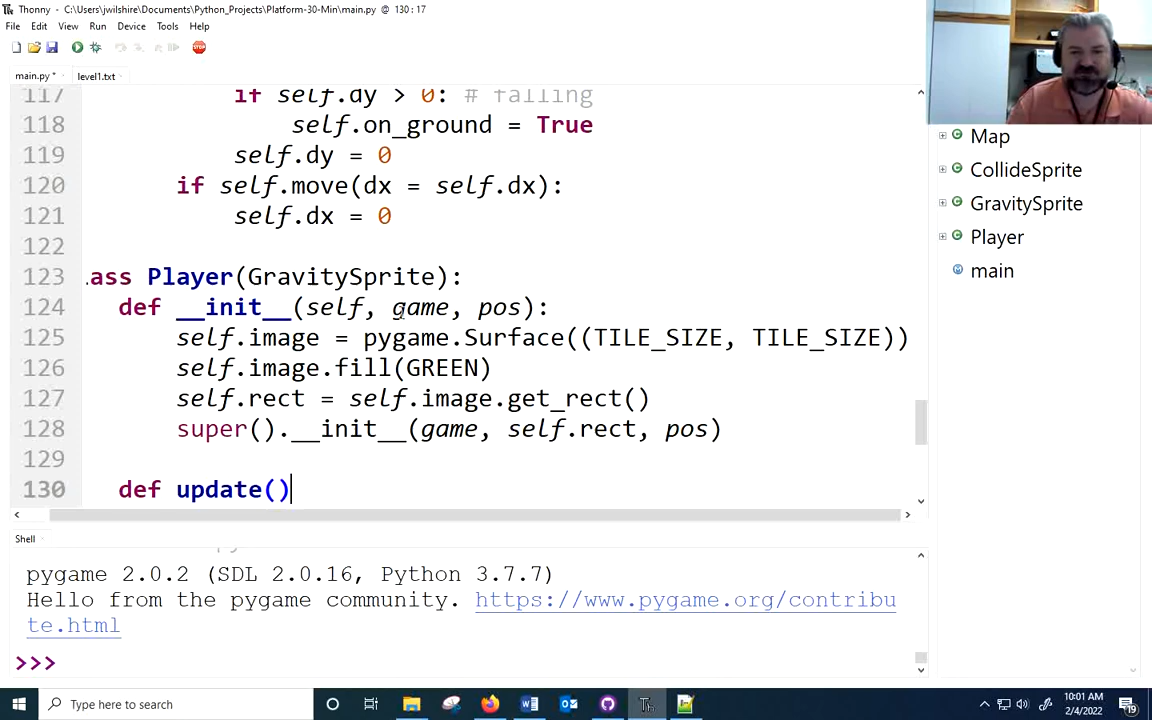 Thonny - C:\Users\jwilshire\Documents\Python_Projects\Platform-30-Min\main.py @ 130 : 17
File Edit View Run Device Tools Help
STOP
main.py * level1.txt
117 if self.dy > 0: # falling
118 self.on_ground = True
119 self.dy = 0
120 if self.move(dx = self.dx):
121 self.dx = 0
122
123 ass Player(GravitySprite):
124 def __init__(self, game, pos):
125 self.image = pygame.Surface((TILE_SIZE, TILE_SIZE))
126 self.image.fill(GREEN)
127 self.rect = self.image.get_rect()
128 super().__init__(game, self.rect, pos)
129
130 def update()
Map
CollideSprite
GravitySprite
Player
main
Shell
pygame 2.0.2 (SDL 2.0.16, Python 3.7.7)
Hello from the pygame community. https://www.pygame.org/contribu
te.html
>>>
Type here to search
10:01 AM
2/4/2022
19